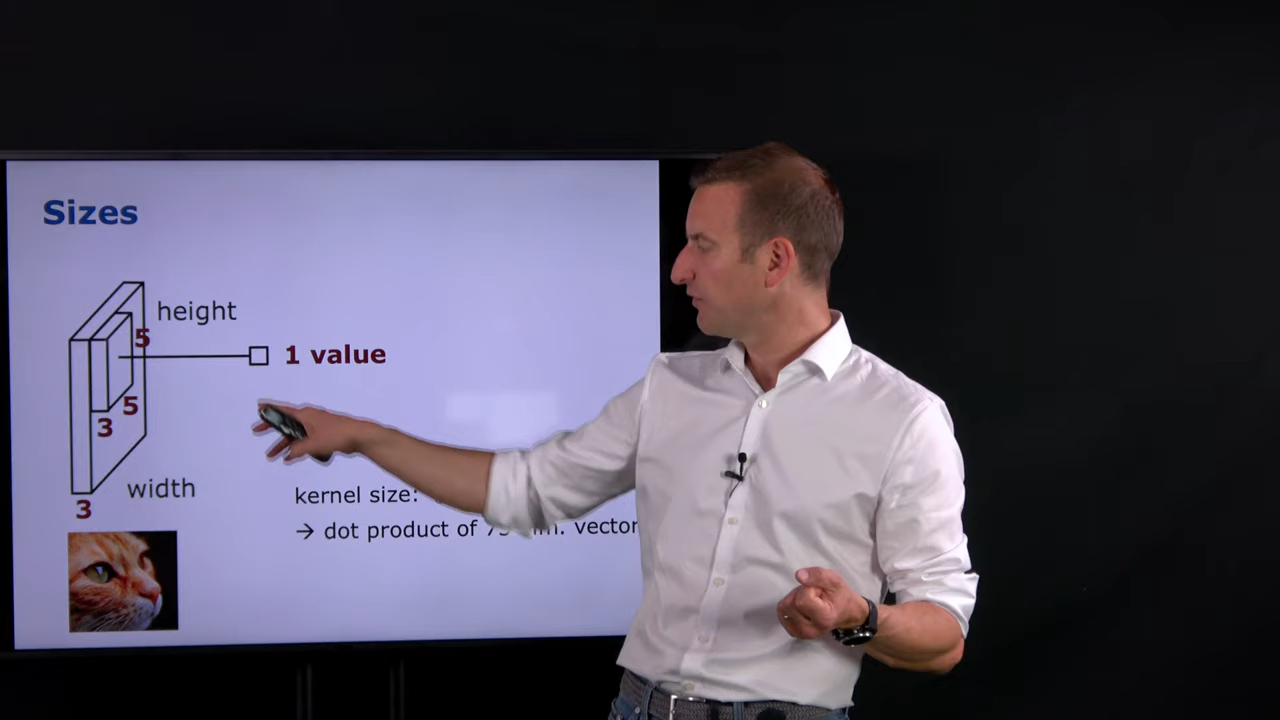 Sizes
height
5
1 value
5
3
width
kernel size:
3
→ dot product of vector